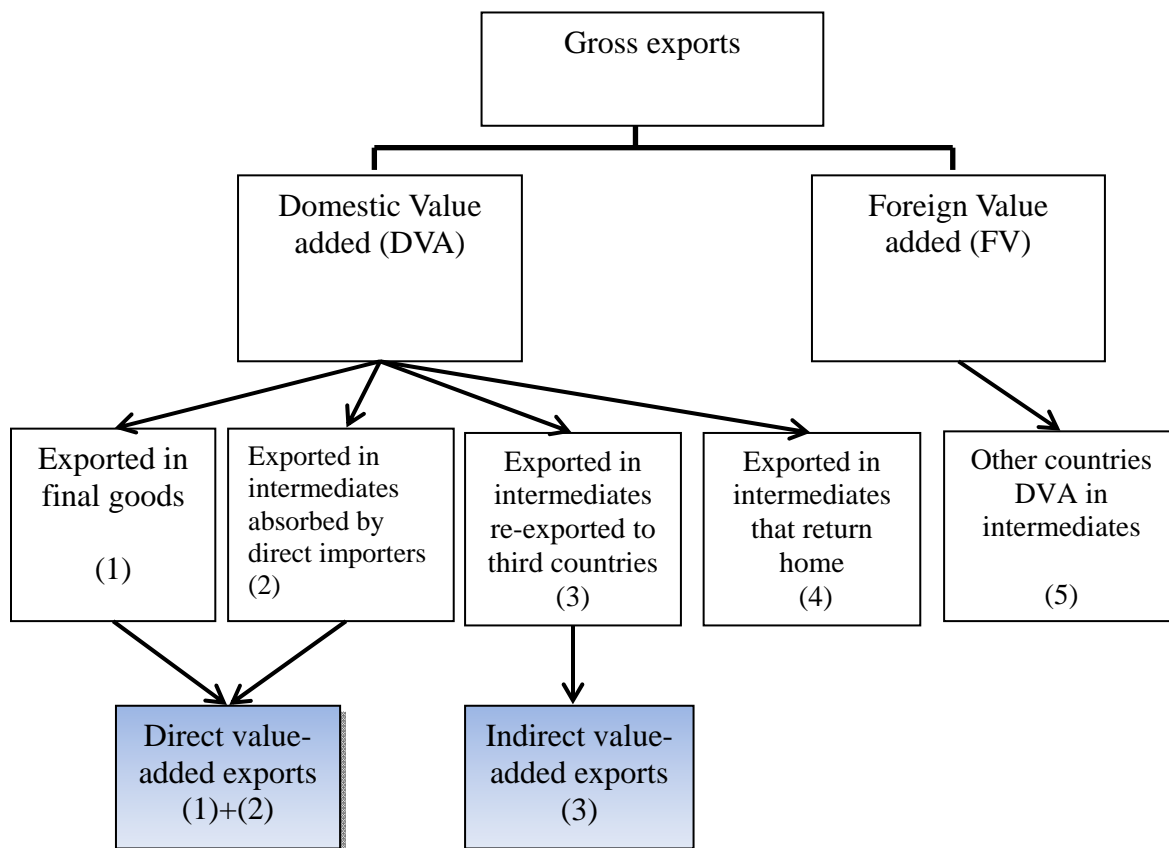 Gross exports
Domestic Value
added (DVA)
Foreign Value
added (FV)
Exported in
final goods
(1)
Exported in
intermediates
absorbed by
direct importers
(2)
Exported in
intermediates
re-exported to
third countries
(3)
Exported in
intermediates
that return
home
(4)
Other countries
DVA in
intermediates
(5)
Direct value-
added exports
(1)+(2)
Indirect value-
added exports
(3)